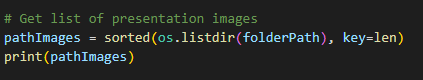 # Get list of presentation images
pathImages = sorted(os.listdir(folderPath), key=len)
print(pathImages)